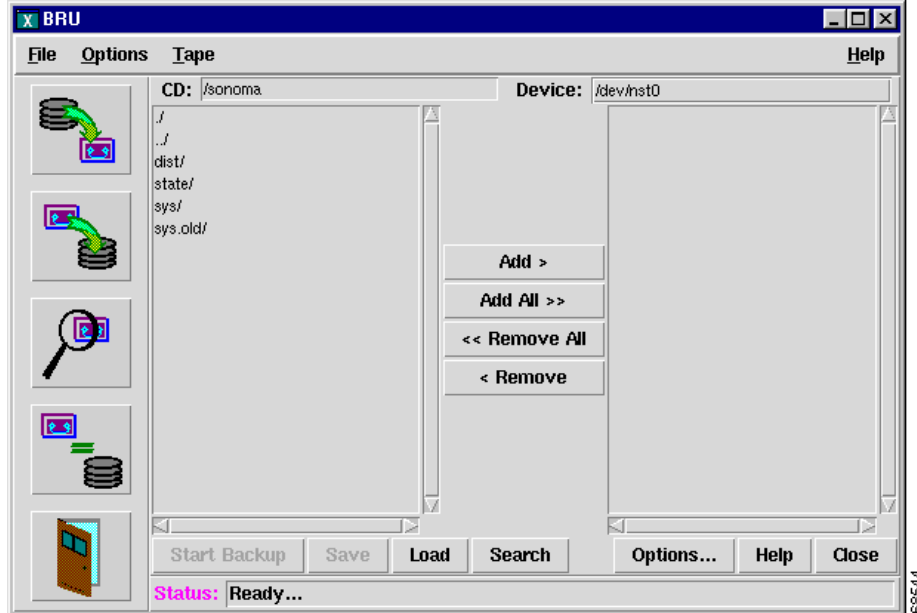 X BRU
File Options Tape Help
CD: /sonoma Device: /dev/nst0
./
../
dist/
state/
sys/
sys.old/
Add >
Add All >>
<< Remove All
< Remove
Start Backup Save Load Search Options... Help Close
Status: Ready...
68544